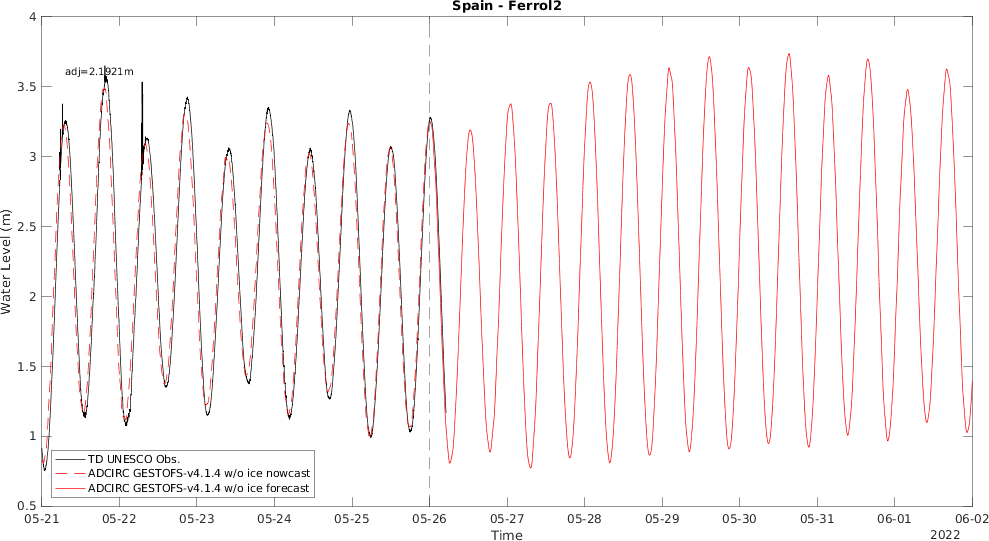 Spain - Ferrol2
4
3.5
3
2.5
2
1.5
1
0.5
Water Level (m)
adj=2.1921m
TD UNESCO Obs.
ADCIRC GESTOFS-v4.1.4 w/o ice nowcast
ADCIRC GESTOFS-v4.1.4 w/o ice forecast
05-21 05-22 05-23 05-24 05-25 05-26 05-27 05-28 05-29 05-30 05-31 06-01 06-02
Time
2022